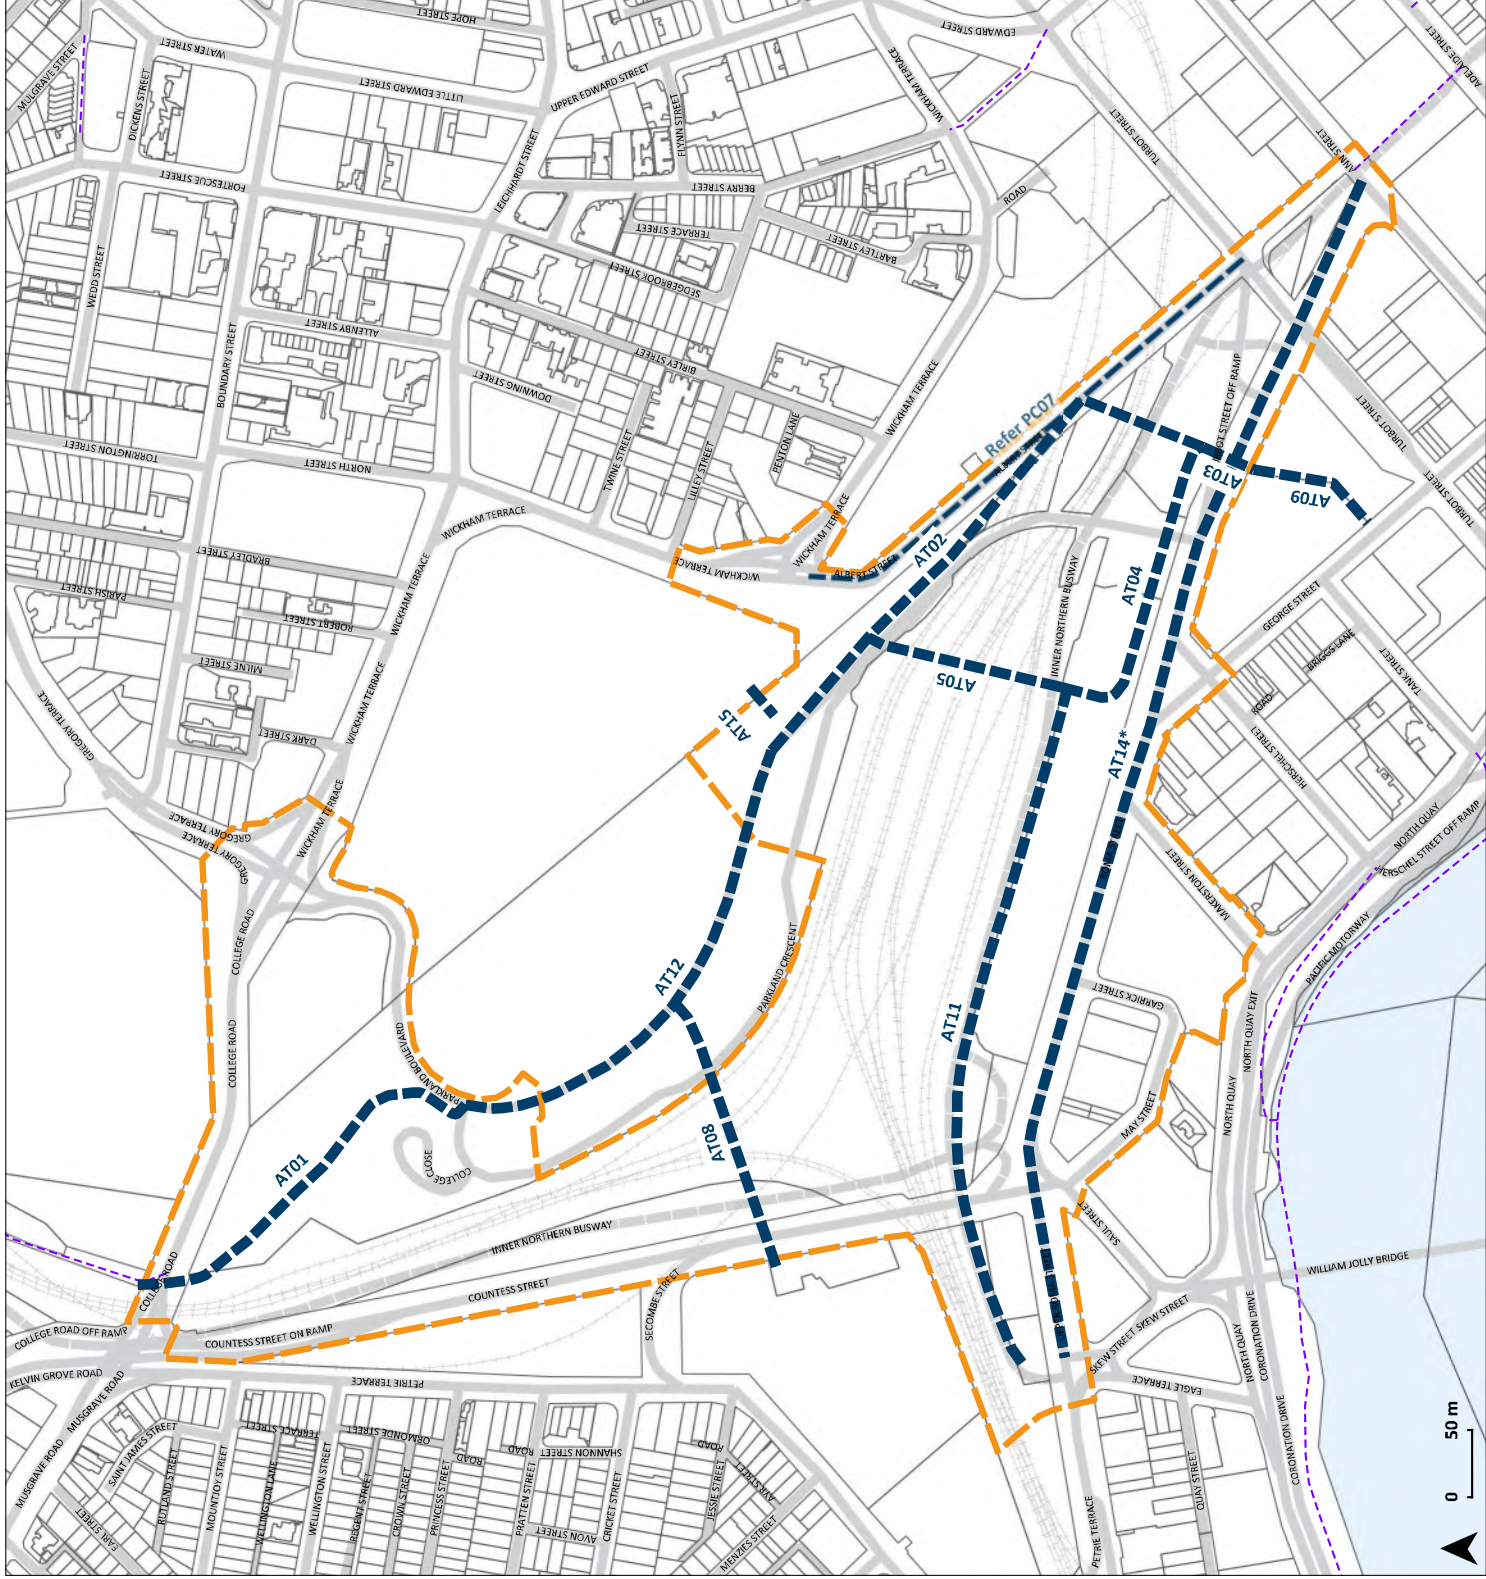 MULGRAVE STREET
WATER STREET
HOPE STREET
EDWARD STREET
ADELAIDE STREET
DICKENS STREET
LITTLE EDWARD STREET
UPPER EDWARD STREET
WICKHAM TERRACE
TURBOT STREET
ANN STREET
FLYNN STREET
LEICHHARDT STREET
FORTESCUE STREET
BERRY STREET
ROAD
WEDD STREET
TERRACE STREET
BARTLEY STREET
SEDGEBROOK STREET
BOUNDARY STREET
ALLENBY STREET
BIRLEY STREET
DOWNING STREET
WICKHAM TERRACE
TORRINGTON STREET
NORTH STREET
TWINE STREET
LILLEY STREET
PENTON LANE
Refer PC07
TURBOT STREET
AT03
AT09
TURBOT STREET
TURBOT STREET
BRADLEY STREET
WICKHAM TERRACE
WICKHAM TERRACE
WICKHAM TERRACE
WICKHAM TERRACE
ALBERT STREET
AT02
PARISH STREET
ROBERT STREET
MILNE STREET
DARK STREET
WICKHAM TERRACE
INNER NORTHERN BUSWAY
AT04
AT05
GEORGE STREET
BRIGGS LANE
TANK STREET
ROAD
HERSCHEL STREET
GREGORY TERRACE
AT15
AT14*
GREGORY TERRACE
GREGORY TERRACE
WICKHAM TERRACE
MAKERSTON STREET
NORTH QUAY
HERSCHEL STREET OFF RAMP
PACIFIC MOTORWAY
COLLEGE ROAD
COLLEGE ROAD
PARKLAND CRESCENT
AT12
AT11
GARRICK STREET
NORTH QUAY EXIT
NORTH QUAY
PARKLAND BOULEVARD
MAY STREET
AT01
AT08
COLLEGE CLOSE
INNER NORTHERN BUSWAY
SAUL STREET
WILLIAM JOLLY BRIDGE
COLLEGE ROAD
COLLEGE ROAD OFF RAMP
COUNTESS STREET ON RAMP
COUNTESS STREET
SECOMBE STREET
SKEW STREET
SKEW STREET
NORTH QUAY
CORONATION DRIVE
KELVIN GROVE ROAD
MUSGRAVE ROAD
PETRIE TERRACE
EAGLE TERRACE
MUSGRAVE ROAD
SAINT JAMES STREET
TERRACE STREET
ORMONDE STREET
ROAD
ROAD
SHANNON STREET
ROAD
EARL STREET
RUTLAND STREET
MOUNTJOY STREET
WELLINGTON LANE
WELLINGTON STREET
REGENT STREET
CROWN STREET
PRINCESS STREET
PRATTEN STREET
AVON STREET
CRICKET STREET
JESSIE STREET
AYR STREET
MENZIES STREET
PETRIE TERRACE
QUAY STREET
CORONATION DRIVE
0 50 m